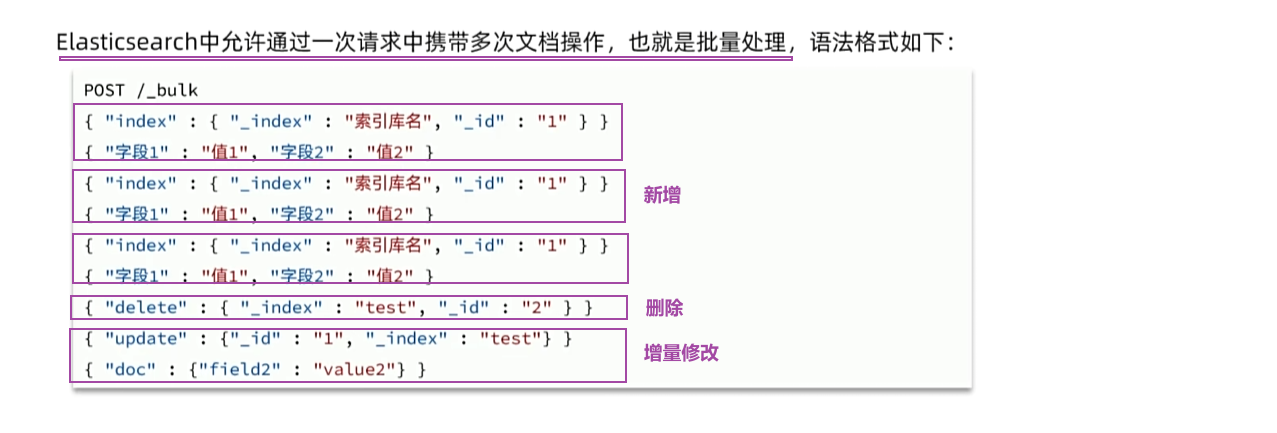 Elasticsearch中允许通过一次请求中携带多次文档操作，也就是批量处理，语法格式如下：
POST /_bulk
{ "index" : { "_index" : "索引库名", "_id" : "1" } }
{ "字段1" : "值1", "字段2" : "值2" }
{ "index" : { "_index" : "索引库名", "_id" : "1" } }
新增
{ "字段1" : "值1", "字段2" : "值2" }
{ "index" : { "_index" : "索引库名", "_id" : "1" } }
{ "字段1" : "值1", "字段2" : "值2" }
{ "delete" : { "_index" : "test", "_id" : "2" } }
删除
{ "update" : {"_id" : "1", "_index" : "test"} }
增量修改
{ "doc" : {"field2" : "value2"} }